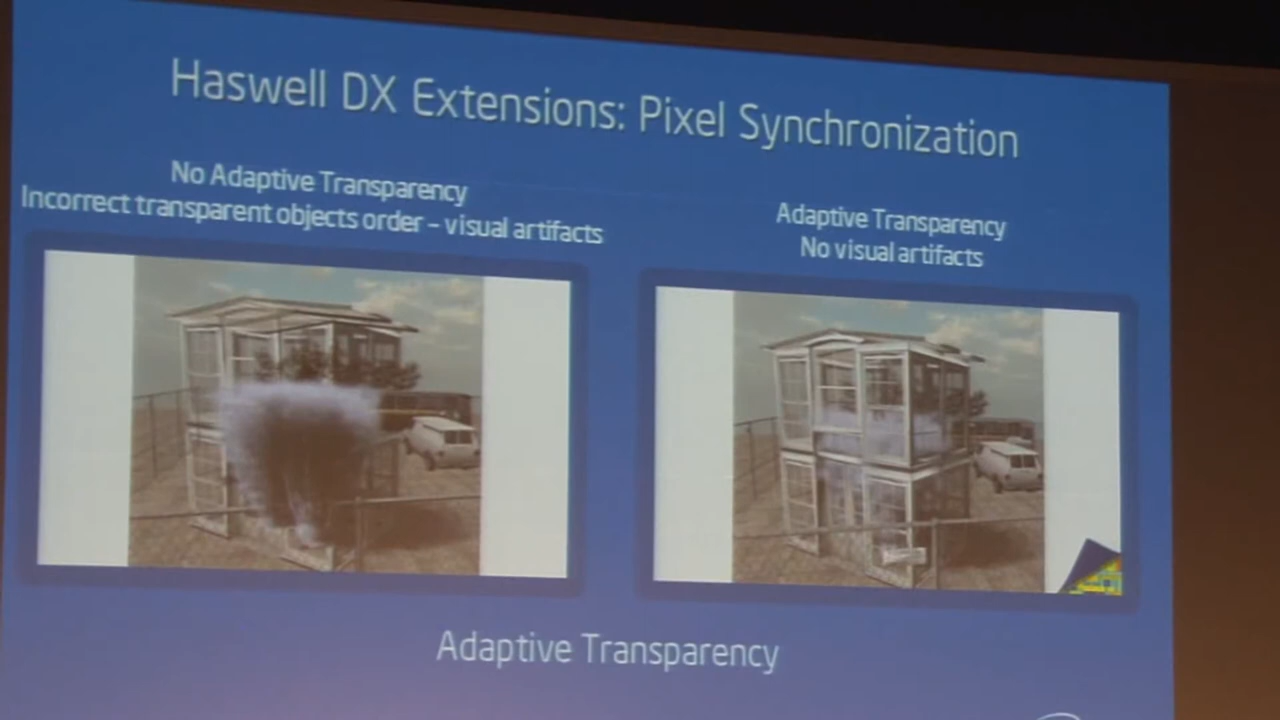 Haswell DX Extensions: Pixel Synchronization
No Adaptive Transparency
Incorrect transparent objects order – visual artifacts
Adaptive Transparency
No visual artifacts
Adaptive Transparency